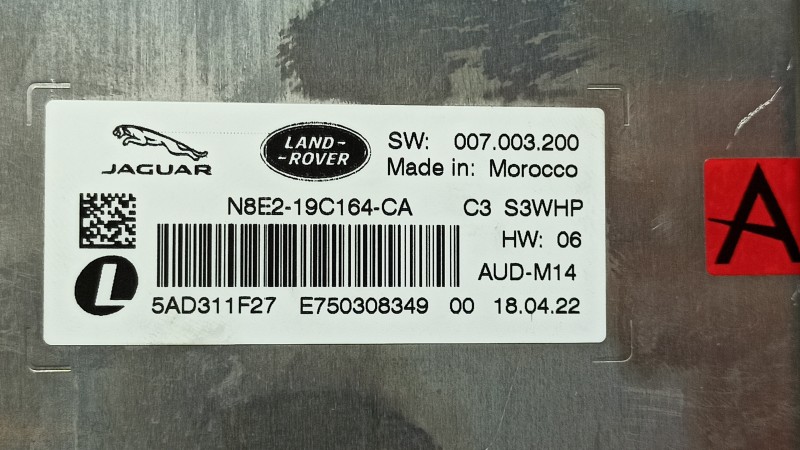 JAGUAR
LAND-
-ROVER
SW: 007.003.200
Made in: Morocco
N8E2-19C164-CA C3 S3WHP
HW: 06
AUD-M14
L
5AD311F27 E750308349 00 18.04.22
A